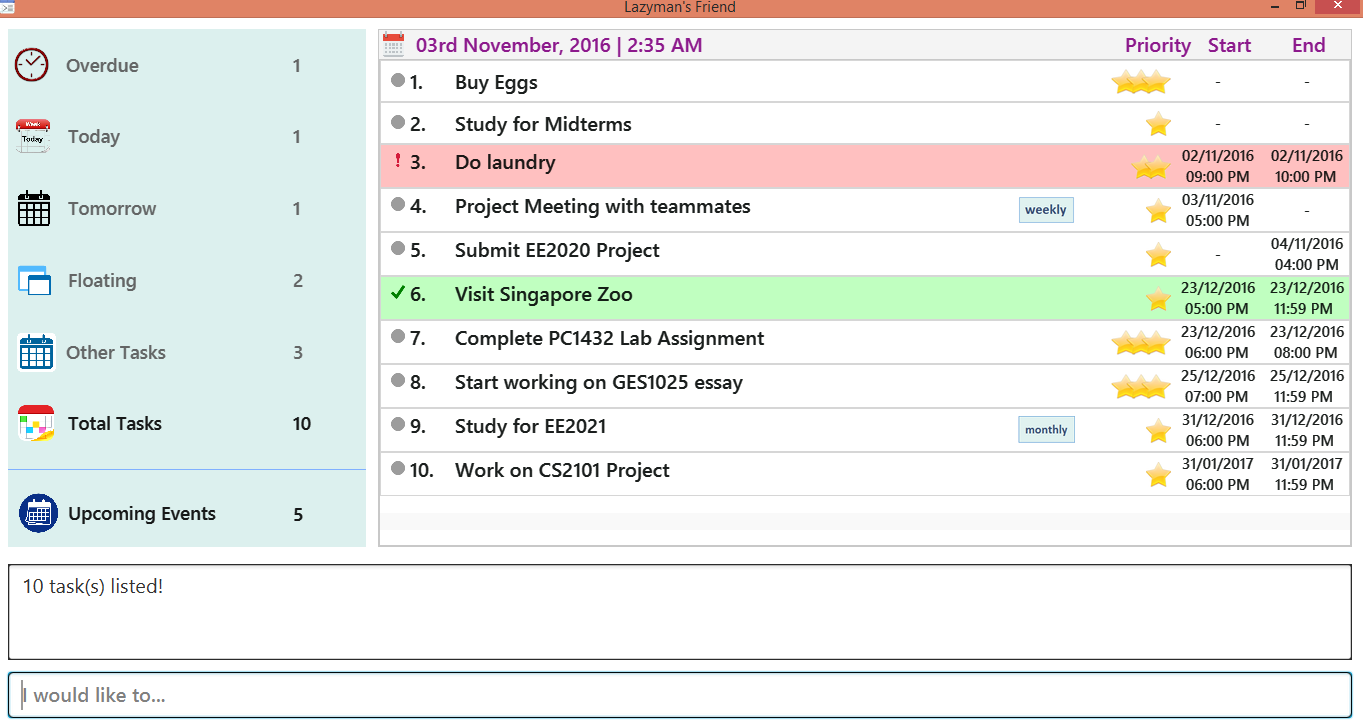 Lazyman's Friend
Overdue 1
Week
Today
Today 1
Tomorrow 1
Floating 2
Other Tasks 3
Total Tasks 10
Upcoming Events 5
03rd November, 2016 | 2:35 AM Priority Start End
1. Buy Eggs - -
2. Study for Midterms - -
! 3. Do laundry 02/11/2016 09:00 PM 02/11/2016 10:00 PM
4. Project Meeting with teammates weekly 03/11/2016 05:00 PM -
5. Submit EE2020 Project - 04/11/2016 04:00 PM
6. Visit Singapore Zoo 23/12/2016 05:00 PM 23/12/2016 11:59 PM
7. Complete PC1432 Lab Assignment 23/12/2016 06:00 PM 23/12/2016 08:00 PM
8. Start working on GES1025 essay 25/12/2016 07:00 PM 25/12/2016 11:59 PM
9. Study for EE2021 monthly 31/12/2016 06:00 PM 31/12/2016 11:59 PM
10. Work on CS2101 Project 31/01/2017 06:00 PM 31/01/2017 11:59 PM
10 task(s) listed!
I would like to...